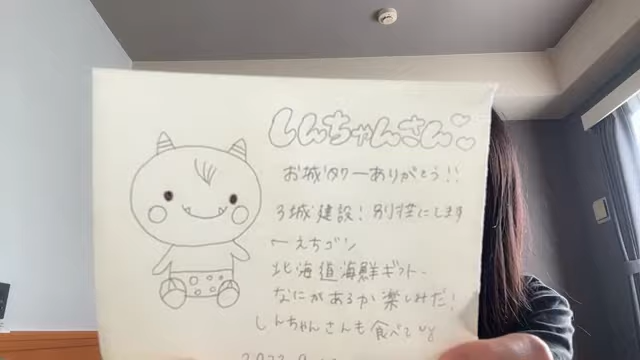 しんちゃんさん♡
お城タワーありがとう!!
3城建設!別荘にします
←えちゴン
北海道海鮮ギフト
なにがあるか楽しみだ!
しんちゃんさんも食べて